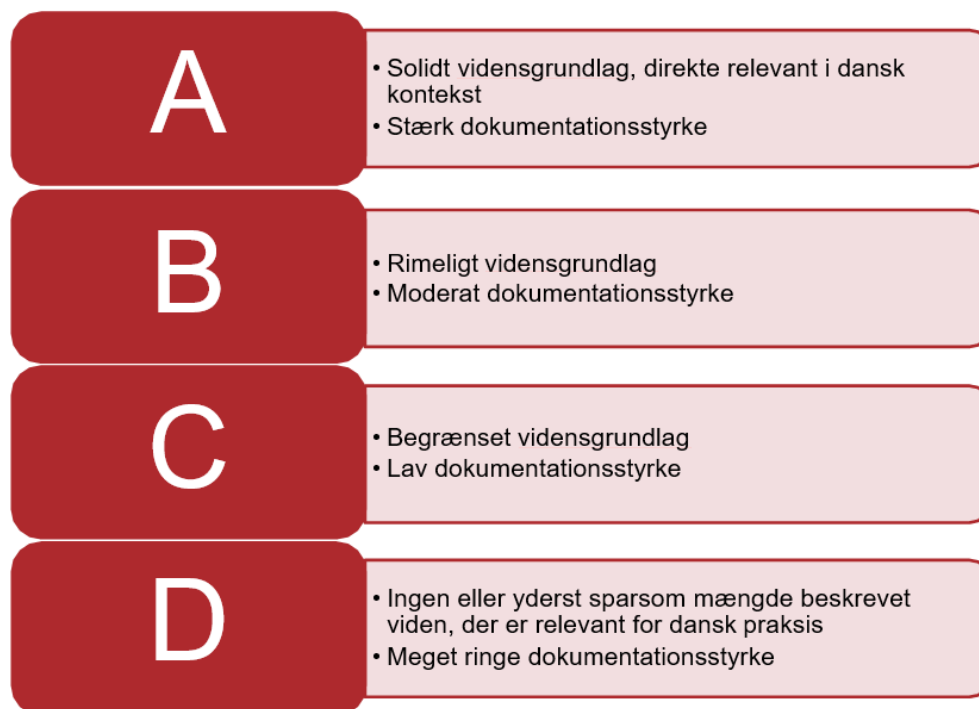 A
• Solidt vidensgrundlag, direkte relevant i dansk
kontekst
• Stærk dokumentationsstyrke
B
• Rimeligt vidensgrundlag
• Moderat dokumentationsstyrke
C
• Begrænset vidensgrundlag
• Lav dokumentationsstyrke
D
• Ingen eller yderst sparsom mængde beskrevet
viden, der er relevant for dansk praksis
• Meget ringe dokumentationsstyrke